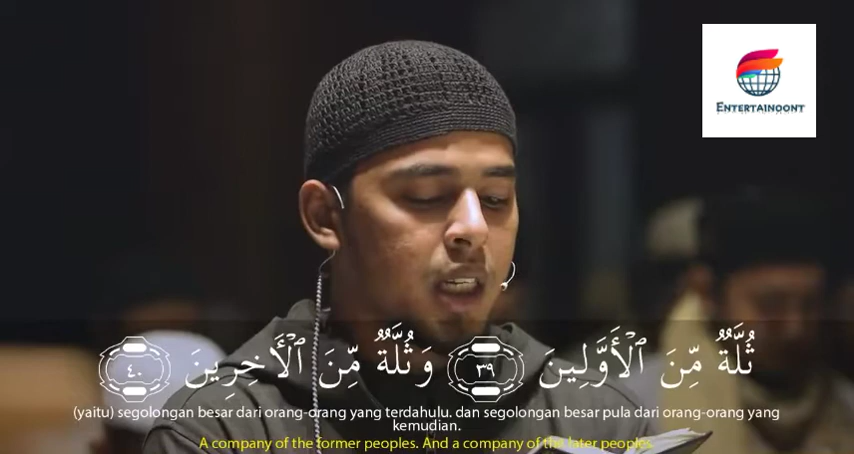 ENTERTAINOONT
ثُلَّةٌ مِّنَ ٱلْأَوَّلِينَ ٣٩ وَثُلَّةٌ مِّنَ ٱلْأَخِرِينَ ٤٠
(yaitu) segolongan besar dari orang-orang yang terdahulu. dan segolongan besar pula dari orang-orang yang
kemudian.
A company of the former peoples. And a company of the later peoples.